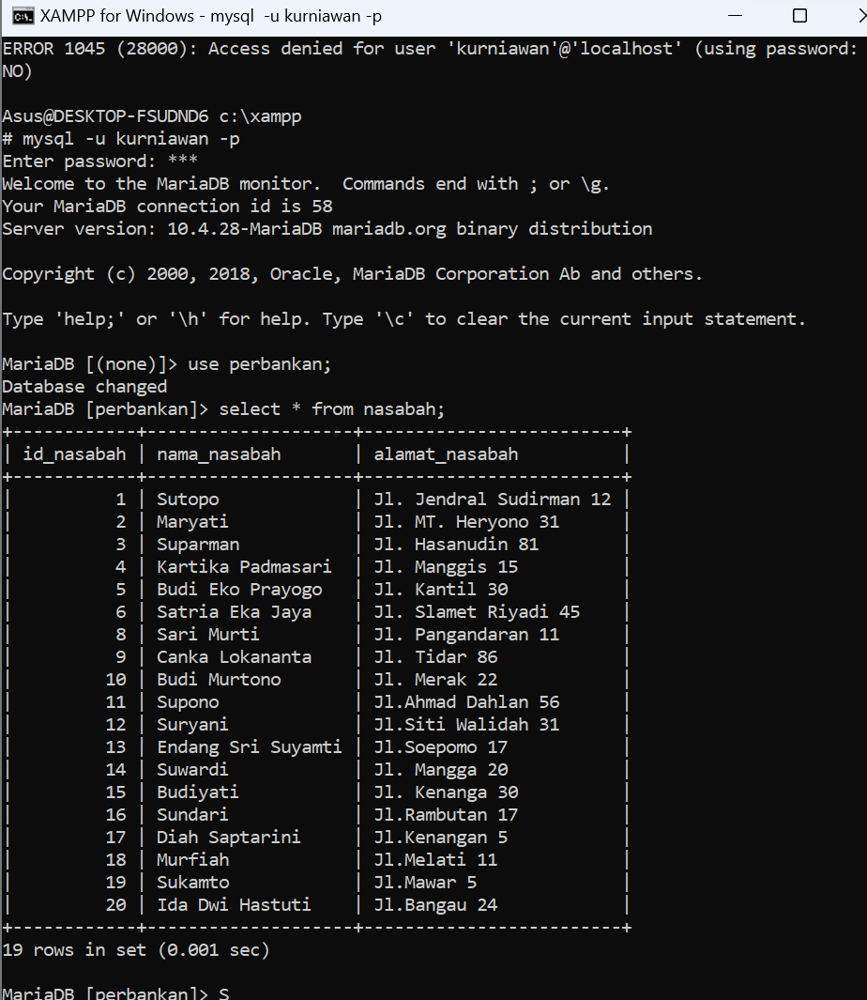 XAMPP for Windows - mysql  -u kurniawan -p
ERROR 1045 (28000): Access denied for user 'kurniawan'@'localhost' (using password:
NO)
Asus@DESKTOP-FSUDND6 c:\xampp
# mysql -u kurniawan -p
Enter password: ***
Welcome to the MariaDB monitor.  Commands end with ; or \g.
Your MariaDB connection id is 58
Server version: 10.4.28-MariaDB mariadb.org binary distribution
Copyright (c) 2000, 2018, Oracle, MariaDB Corporation Ab and others.
Type 'help;' or '\h' for help. Type '\c' to clear the current input statement.
MariaDB [(none)]> use perbankan;
Database changed
MariaDB [perbankan]> select * from nasabah;
+------------+--------------------+-------------------------+
| id_nasabah | nama_nasabah       | alamat_nasabah          |
+------------+--------------------+-------------------------+
|          1 | Sutopo             | Jl. Jendral Sudirman 12 |
|          2 | Maryati            | Jl. MT. Heryono 31      |
|          3 | Suparman           | Jl. Hasanudin 81        |
|          4 | Kartika Padmasari  | Jl. Manggis 15          |
|          5 | Budi Eko Prayogo   | Jl. Kantil 30           |
|          6 | Satria Eka Jaya    | Jl. Slamet Riyadi 45    |
|          8 | Sari Murti         | Jl. Pangandaran 11      |
|          9 | Canka Lokananta    | Jl. Tidar 86            |
|         10 | Budi Murtono       | Jl. Merak 22            |
|         11 | Supono             | Jl.Ahmad Dahlan 56      |
|         12 | Suryani            | Jl.Siti Walidah 31      |
|         13 | Endang Sri Suyamti | Jl.Soepomo 17           |
|         14 | Suwardi            | Jl. Mangga 20           |
|         15 | Budiyati           | Jl. Kenanga 30          |
|         16 | Sundari            | Jl.Rambutan 17          |
|         17 | Diah Saptarini     | Jl.Kenangan 5           |
|         18 | Murfiah            | Jl.Melati 11            |
|         19 | Sukamto            | Jl.Mawar 5              |
|         20 | Ida Dwi Hastuti    | Jl.Bangau 24            |
+------------+--------------------+-------------------------+
19 rows in set (0.001 sec)
MariaDB [perbankan]> S